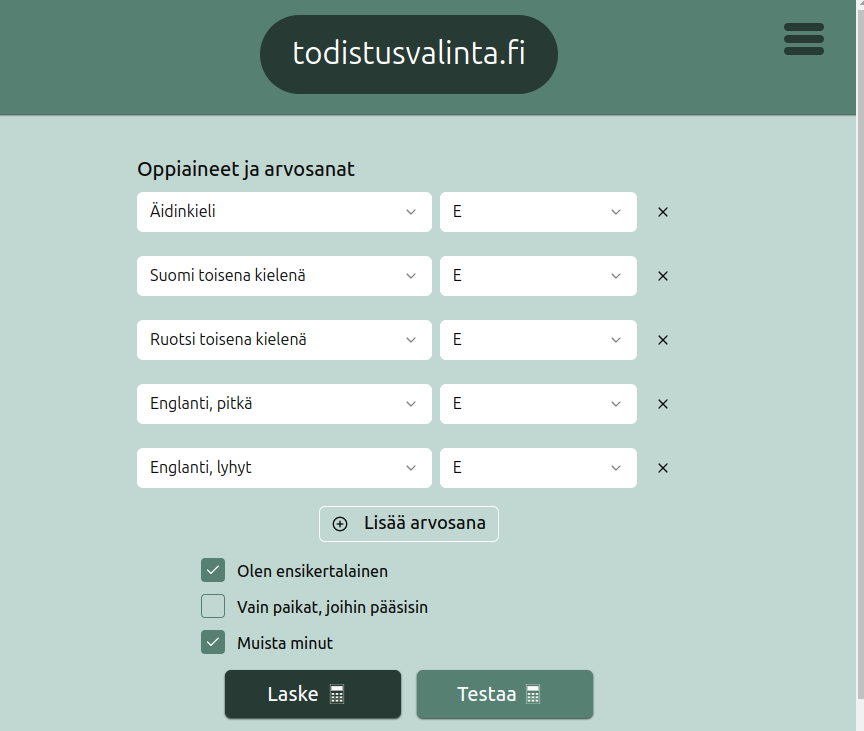 todistusvalinta.fi
Oppiaineet ja arvosanat
Äidinkieli E
Suomi toisena kielenä E
Ruotsi toisena kielenä E
Englanti, pitkä E
Englanti, lyhyt E
Lisää arvosana
Olen ensikertalainen
Vain paikat, joihin pääsisin
Muista minut
Laske Testaa